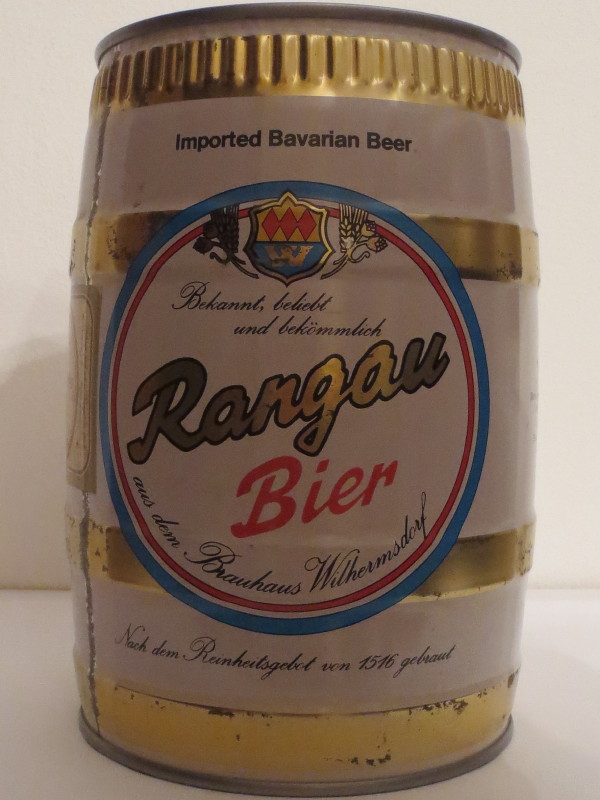 Imported Bavarian Beer
Bekannt, beliebt
und bekömmlich
Rangau
Bier
aus dem Brauhaus Wilhermsdorf
Nach dem Reinheitsgebot von 1516 gebraut